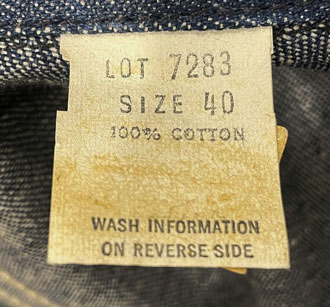 LOT 7283
SIZE 40
100% COTTON
WASH INFORMATION
ON REVERSE SIDE